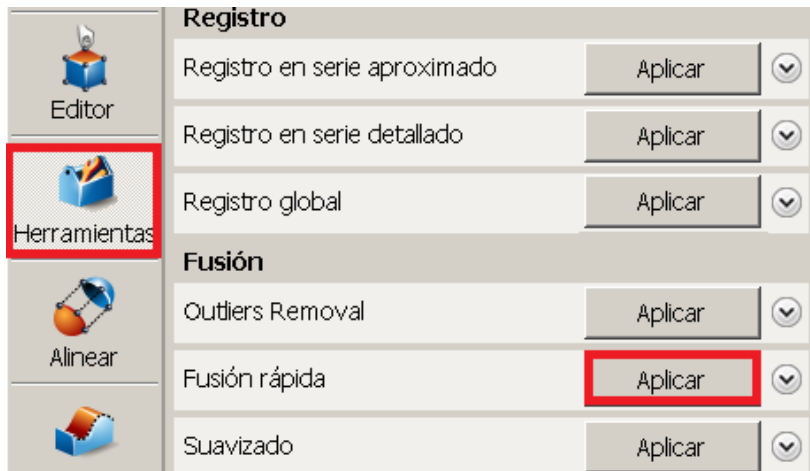 Editor
Herramientas
Alinear
Registro
Registro en serie aproximado Aplicar
Registro en serie detallado Aplicar
Registro global Aplicar
Fusión
Outliers Removal Aplicar
Fusión rápida Aplicar
Suavizado Aplicar